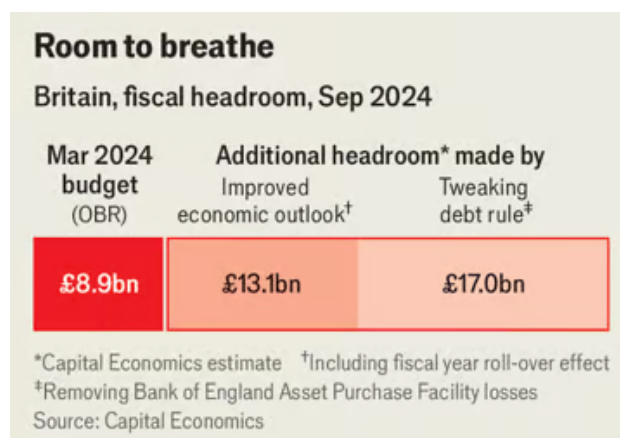 Room to breathe
Britain, fiscal headroom, Sep 2024
Mar 2024
budget
(OBR)
Additional headroom* made by
Improved
economic outlook†
Tweaking
debt rule‡
£8.9bn
£13.1bn
£17.0bn
*Capital Economics estimate †Including fiscal year roll-over effect
‡Removing Bank of England Asset Purchase Facility losses
Source: Capital Economics